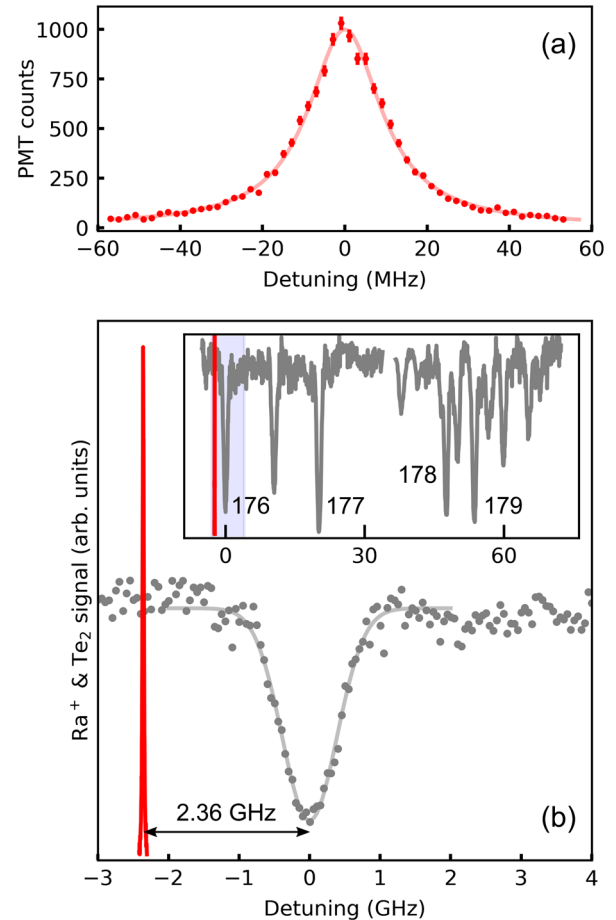 (a)
PMT counts
1000
750
500
250
0
−60 −40 −20 0 20 40 60
Detuning (MHz)
Ra⁺ & Te₂ signal (arb. units)
176
177
178
179
0 30 60
2.36 GHz
(b)
−3 −2 −1 0 1 2 3 4
Detuning (GHz)